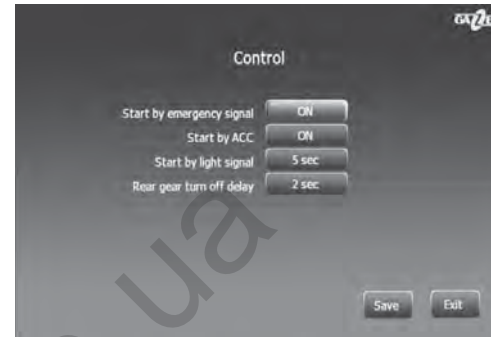 Control
Start by emergency signal ON
Start by ACC ON
Start by light signal 5 sec
Rear gear turn off delay 2 sec
Save Exit
ua